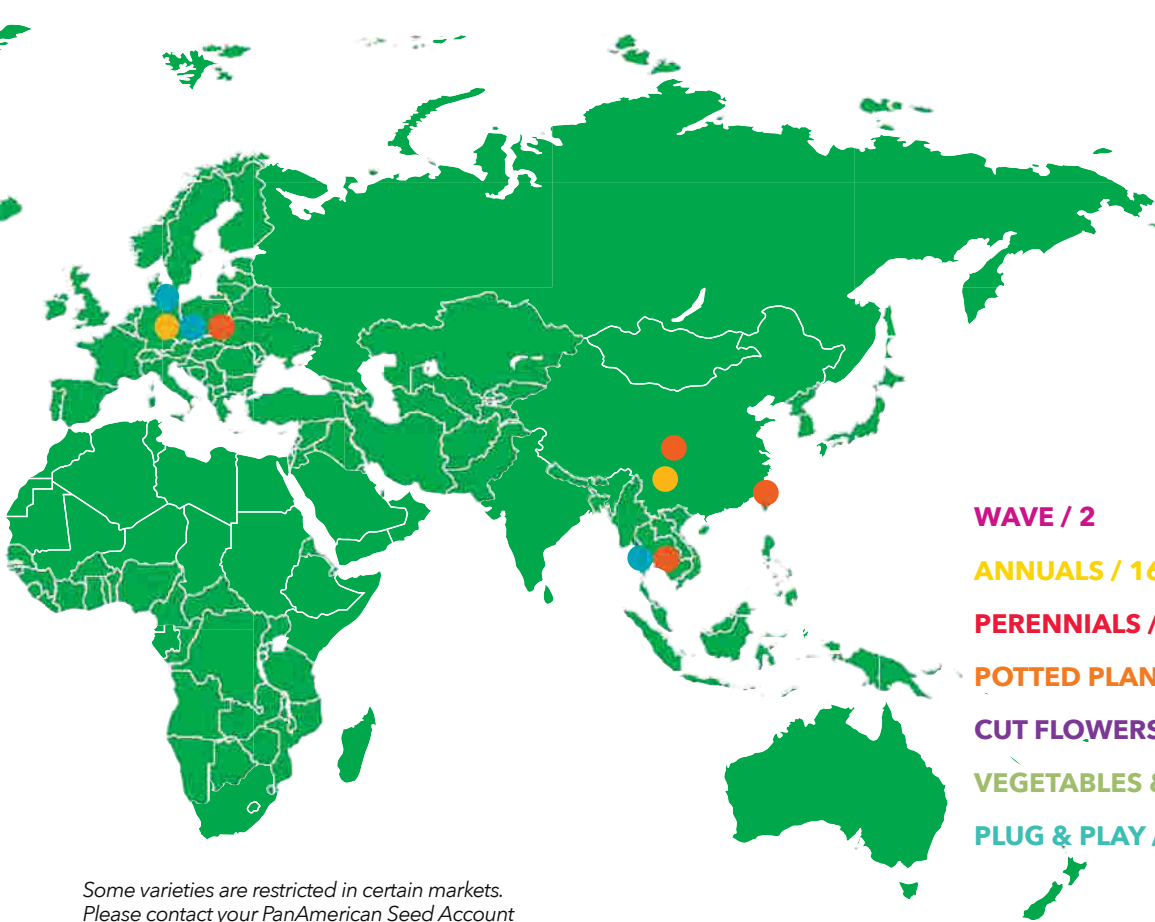 WAVE / 2
ANNUALS / 16
PERENNIALS /
POTTED PLAN
CUT FLOWERS
VEGETABLES &
PLUG & PLAY /
Some varieties are restricted in certain markets.
Please contact your PanAmerican Seed Account